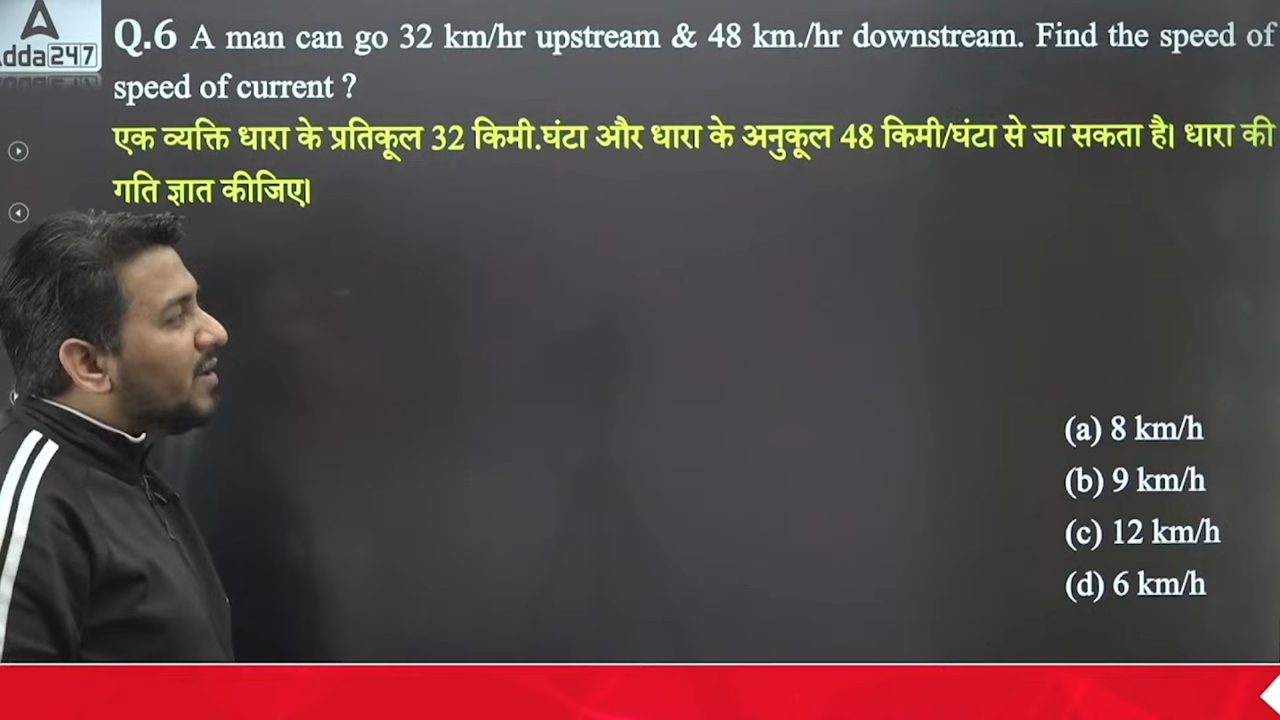 dda247
Q.6 A man can go 32 km/hr upstream & 48 km./hr downstream. Find the speed of
speed of current ?
एक व्यक्ति धारा के प्रतिकूल 32 किमी.घंटा और धारा के अनुकूल 48 किमी/घंटा से जा सकता है। धारा की
गति ज्ञात कीजिए।
(a) 8 km/h
(b) 9 km/h
(c) 12 km/h
(d) 6 km/h